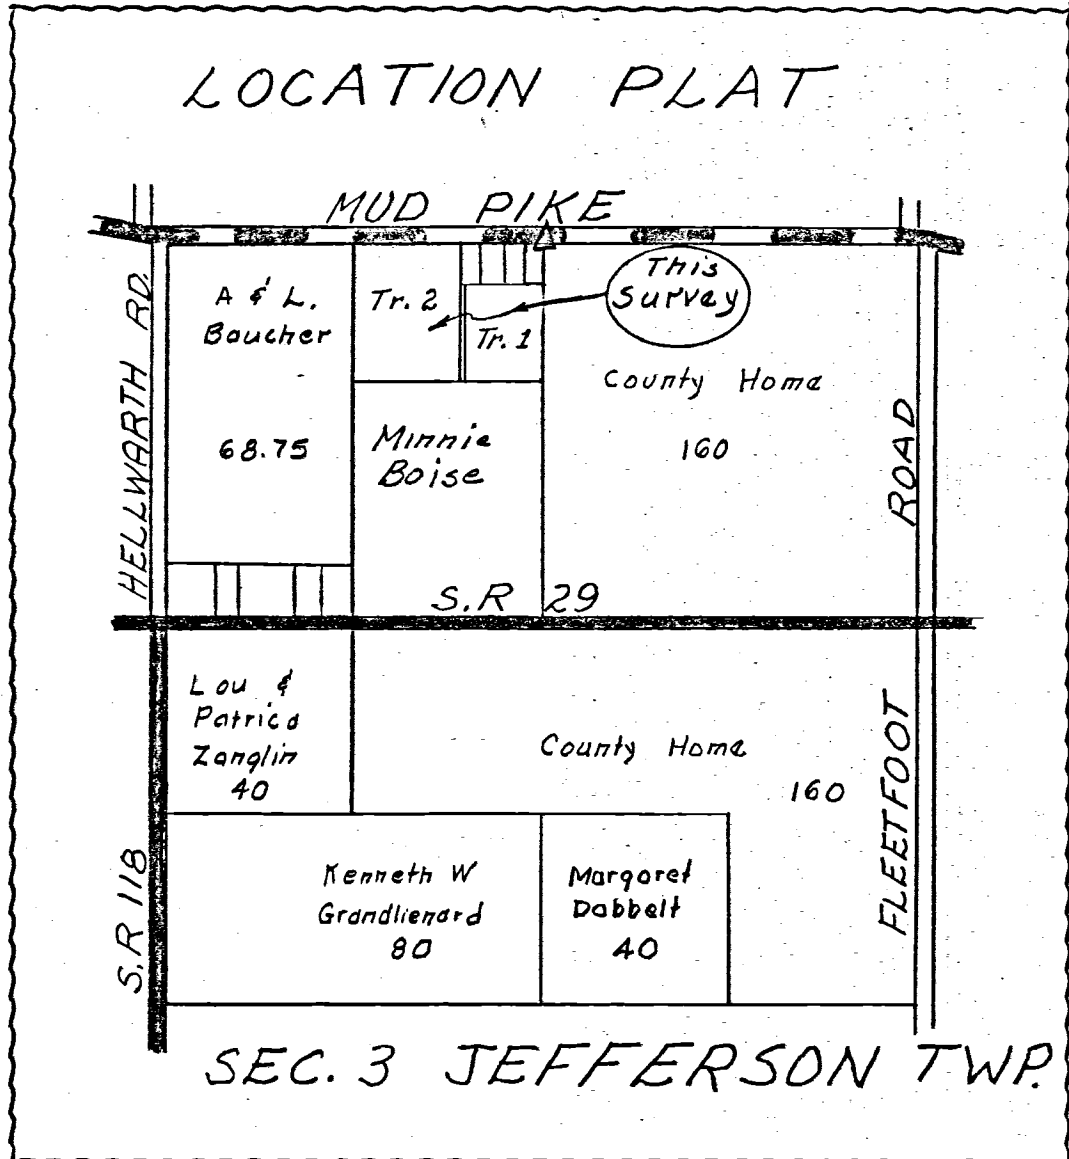 LOCATION PLAT
MUD PIKE
HELLWARTH RD.
A & L.
Baucher
68.75
Tr. 2
Tr. 1
This
Survey
County Home
160
Minnie
Boise
ROAD
S.R 29
Lou &
Patrica
Zanglin
40
County Home
160
FLEETFOOT
S.R 118
Kenneth W
Grandlienard
80
Margaret
Dabbelt
40
SEC. 3 JEFFERSON TWP.